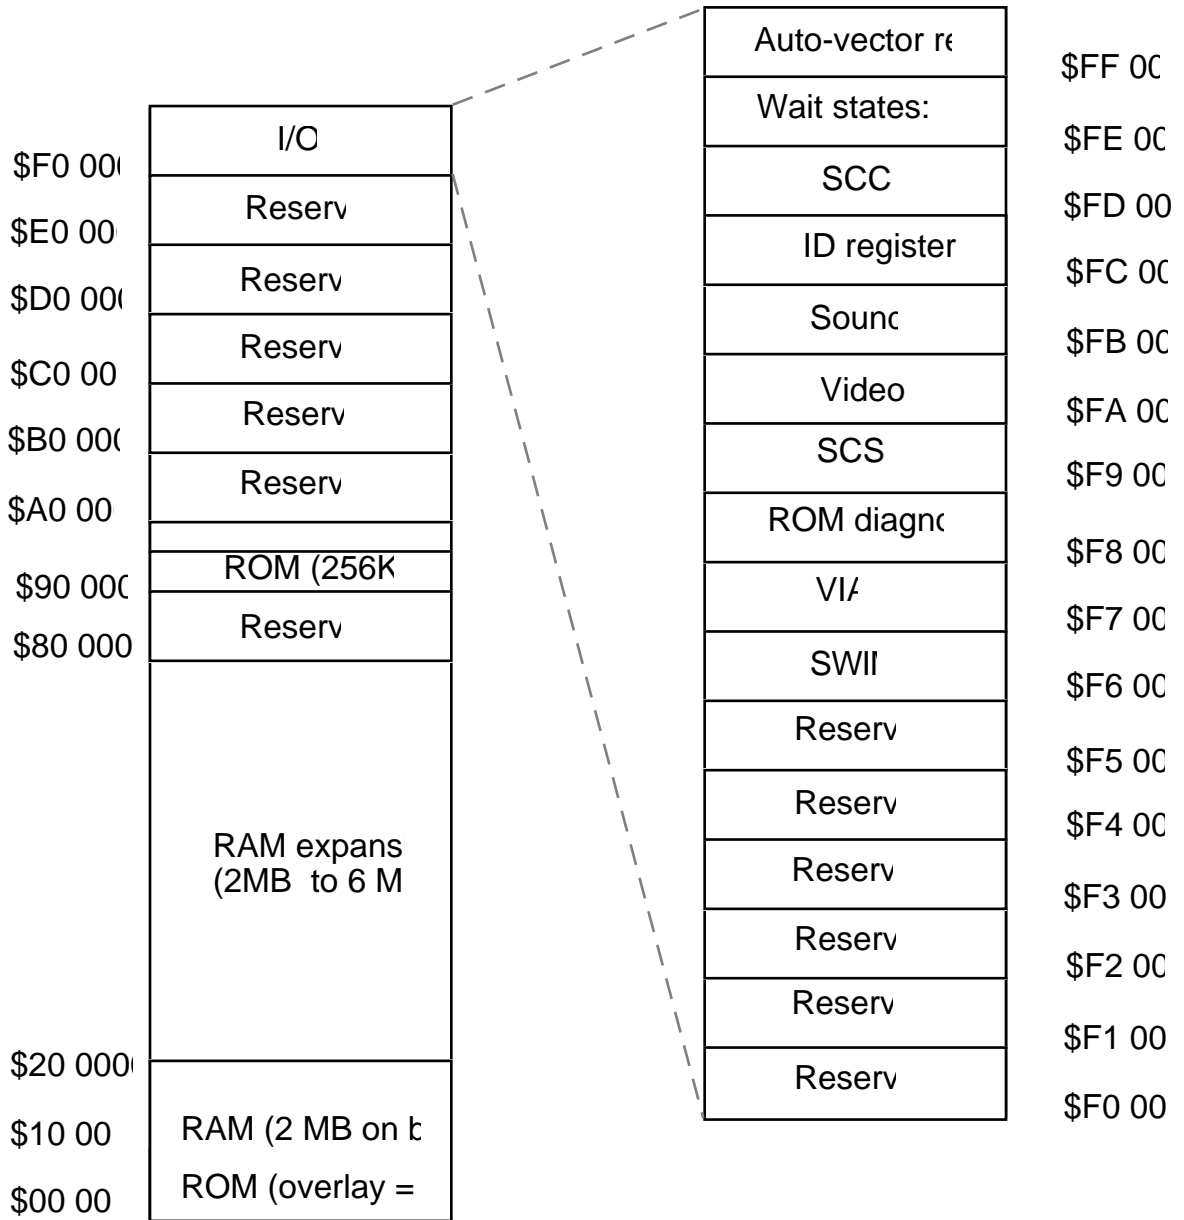 I/O
$F0 000
Reserv
$E0 00
Reserv
$D0 000
Reserv
$C0 00
Reserv
$B0 000
Reserv
$A0 00
ROM (256K
$90 000
Reserv
$80 000
RAM expans
(2MB to 6 M
$20 0000
RAM (2 MB on b
$10 00
ROM (overlay =
$00 00
Auto-vector re
$FF 00
Wait states:
$FE 00
SCC
$FD 00
ID register
$FC 00
Sound
$FB 00
Video
$FA 00
SCS
$F9 00
ROM diagno
$F8 00
VIA
$F7 00
SWIM
$F6 00
Reserv
$F5 00
Reserv
$F4 00
Reserv
$F3 00
Reserv
$F2 00
Reserv
$F1 00
Reserv
$F0 00